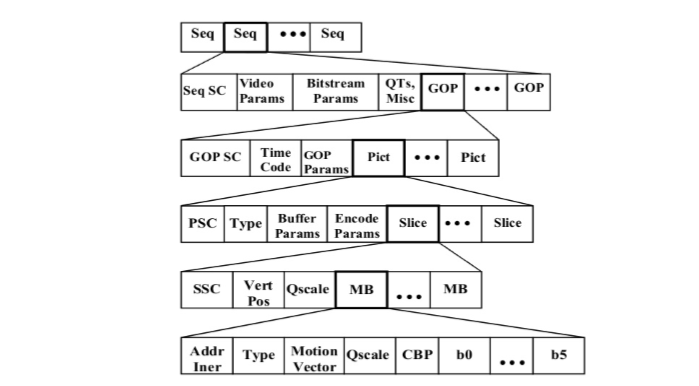 Seq Seq ••• Seq
Seq SC Video Params Bitstream Params QTs, Misc GOP ••• GOP
GOP SC Time Code GOP Params Pict ••• Pict
PSC Type Buffer Params Encode Params Slice ••• Slice
SSC Vert Pos Qscale MB ••• MB
Addr Iner Type Motion Vector Qscale CBP b0 ••• b5